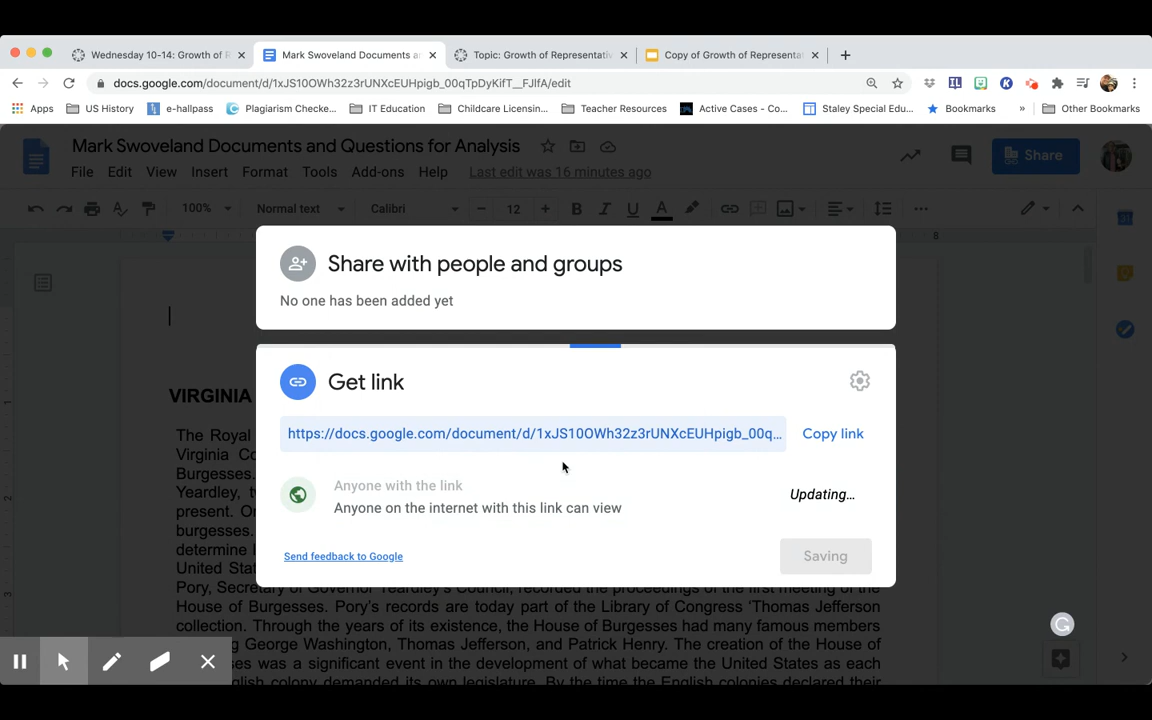 Wednesday 10-14: Growth of R
Mark Swoveland Documents a
Topic: Growth of Representativ
Copy of Growth of Representa
docs.google.com/document/d/1xJS10OWh32z3rUNXcEUHpigb_00qTpDyKifT__FJIfA/edit
Apps
US History
e-hallpass
Plagiarism Checke...
IT Education
Childcare Licensin...
Teacher Resources
Active Cases - Co...
Staley Special Edu...
Bookmarks
»
Other Bookmarks
Mark Swoveland Documents and Questions for Analysis
Share
File Edit View Insert Format Tools Add-ons Help Last edit was 16 minutes ago
100% Normal text Calibri 12 B I U A
8
Share with people and groups
No one has been added yet
Get link
https://docs.google.com/document/d/1xJS10OWh32z3rUNXcEUHpigb_00q... Copy link
Anyone with the link
Anyone on the internet with this link can view
Updating...
Send feedback to Google
Saving
VIRGINIA
The Royal
Virginia Co
Burgesses.
Yeardley, t
present. O
burgesses.
determine
United Stat
Pory, Secretary of Governor Yeardley's Council, recorded the proceedings of the first meeting of the
House of Burgesses. Pory's records are today part of the Library of Congress 'Thomas Jefferson
collection. Through the years of its existence, the House of Burgesses had many famous members
g George Washington, Thomas Jefferson, and Patrick Henry. The creation of the House of
sses was a significant event in the development of what became the United States as each
glish colony demanded its own legislature. By the time the English colonies declared their